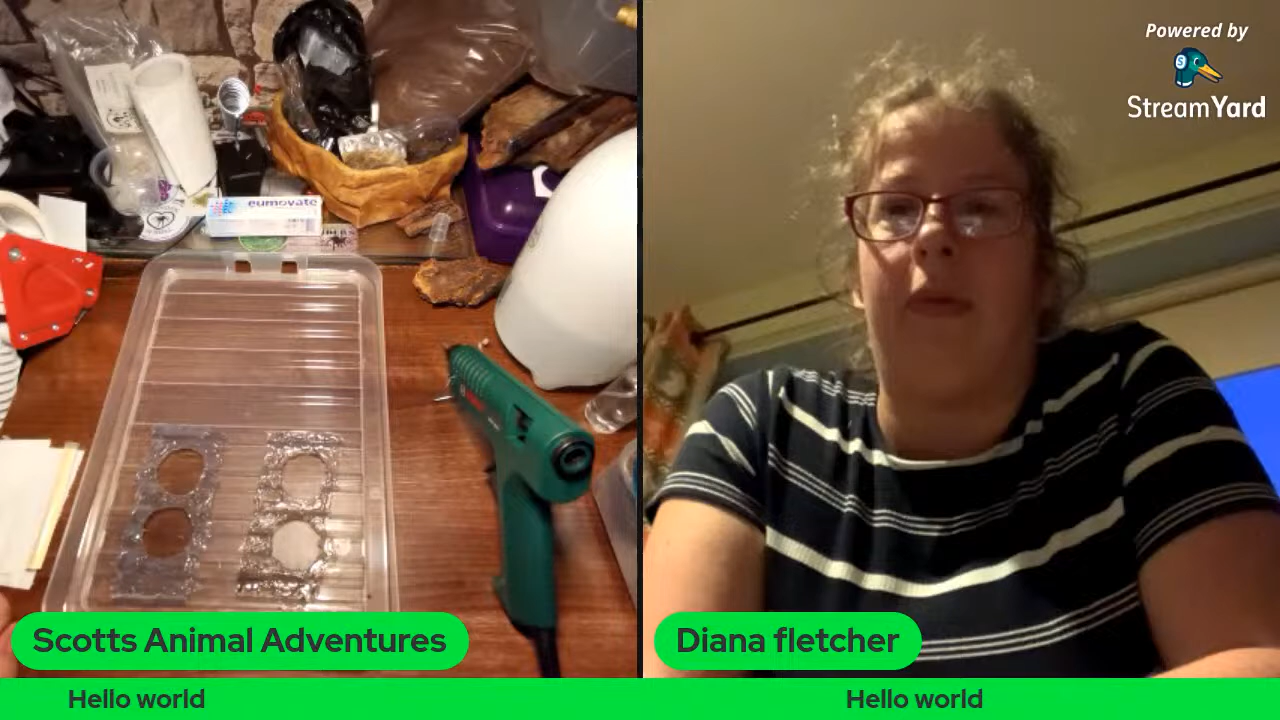 Powered by
StreamYard
eumovate
Scotts Animal Adventures
Diana fletcher
Hello world
Hello world